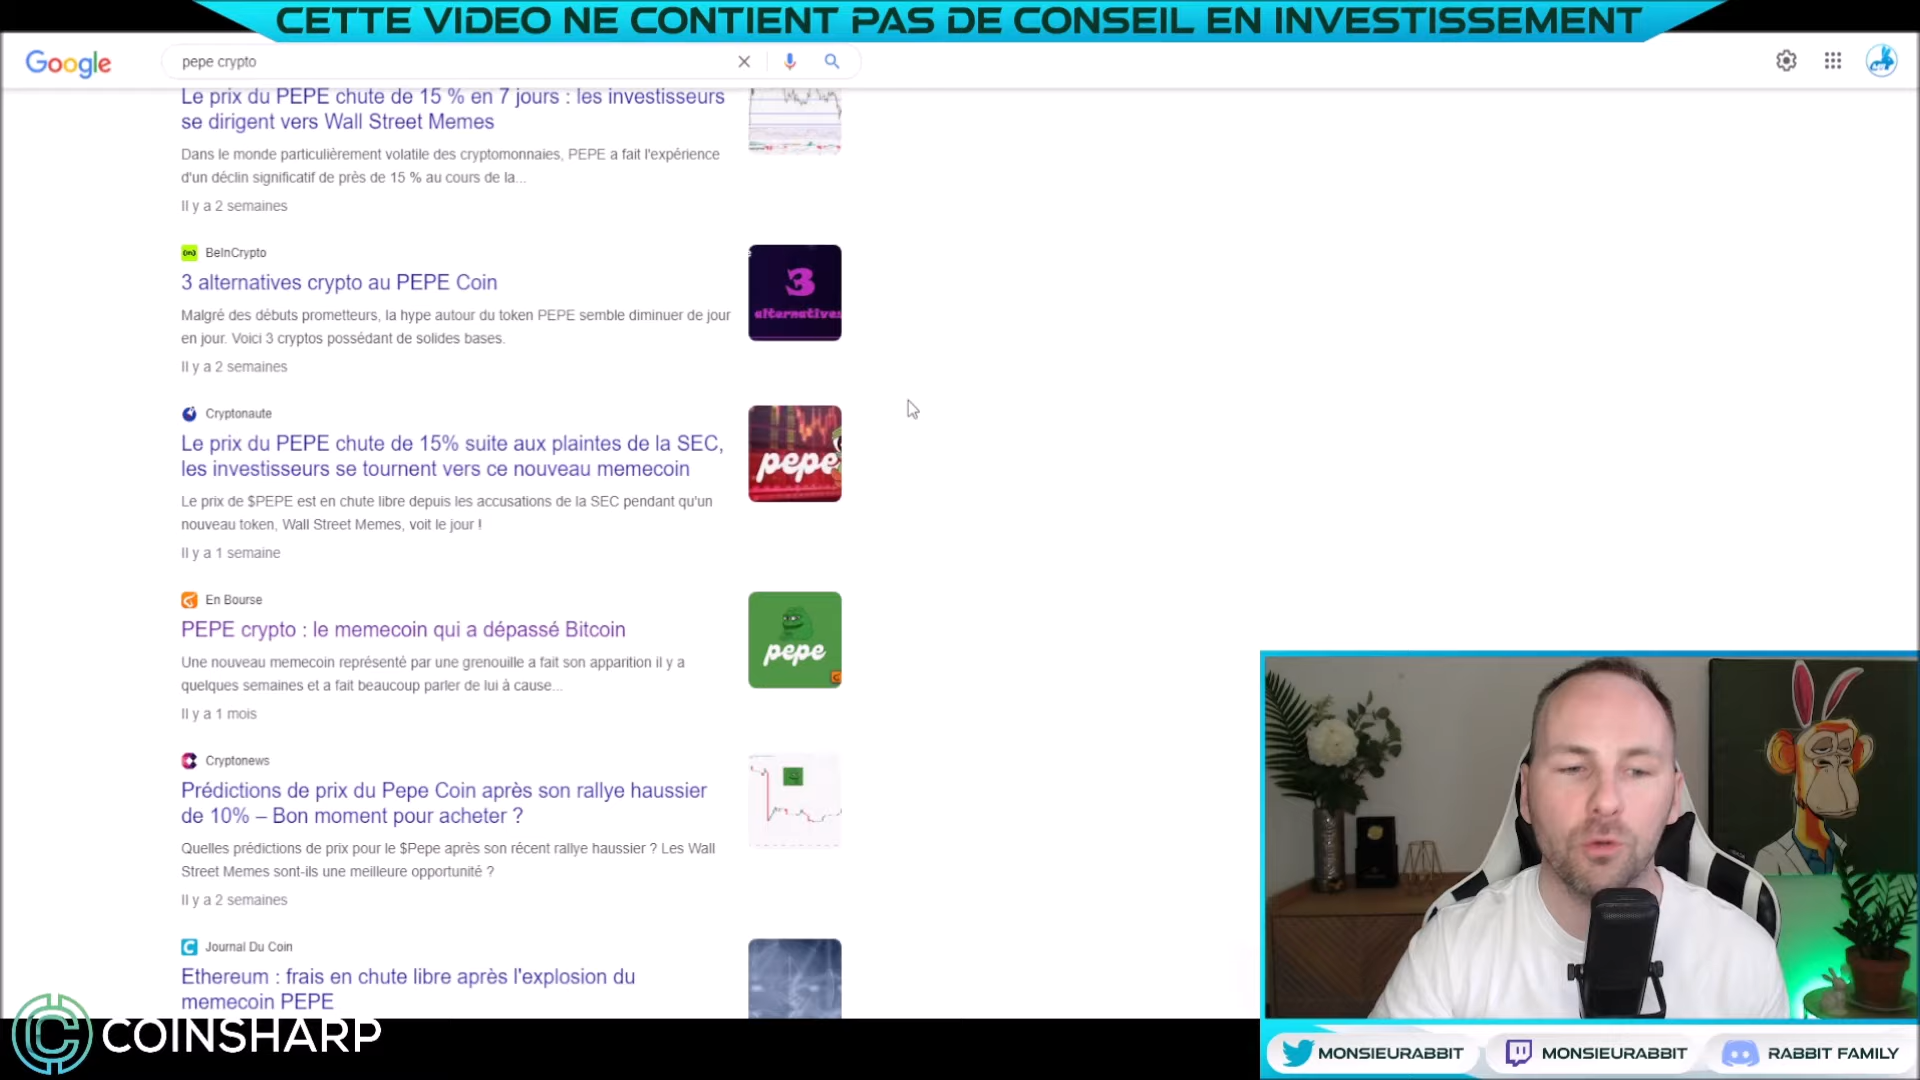 CETTE VIDEO NE CONTIENT PAS DE CONSEIL EN INVESTISSEMENT
Google
pepe crypto
Le prix du PEPE chute de 15 % en 7 jours : les investisseurs
se dirigent vers Wall Street Memes
Dans le monde particulièrement volatile des cryptomonnaies, PEPE a fait l'expérience
d'un déclin significatif de près de 15 % au cours de la...
Il y a 2 semaines
BeInCrypto
3 alternatives crypto au PEPE Coin
Malgré des débuts prometteurs, la hype autour du token PEPE semble diminuer de jour
en jour. Voici 3 cryptos possédant de solides bases.
Il y a 2 semaines
3
alternatives
Cryptonaute
Le prix du PEPE chute de 15% suite aux plaintes de la SEC,
les investisseurs se tournent vers ce nouveau memecoin
Le prix de $PEPE est en chute libre depuis les accusations de la SEC pendant qu'un
nouveau token, Wall Street Memes, voit le jour !
Il y a 1 semaine
pepe
En Bourse
PEPE crypto : le memecoin qui a dépassé Bitcoin
Une nouveau memecoin représenté par une grenouille a fait son apparition il y a
quelques semaines et a fait beaucoup parler de lui à cause...
Il y a 1 mois
pepe
Cryptonews
Prédictions de prix du Pepe Coin après son rallye haussier
de 10% – Bon moment pour acheter ?
Quelles prédictions de prix pour le $Pepe après son récent rallye haussier ? Les Wall
Street Memes sont-ils une meilleure opportunité ?
Il y a 2 semaines
Journal Du Coin
Ethereum : frais en chute libre après l'explosion du
memecoin PEPE
COINSHARP
MONSIEURABBIT
MONSIEURABBIT
RABBIT FAMILY